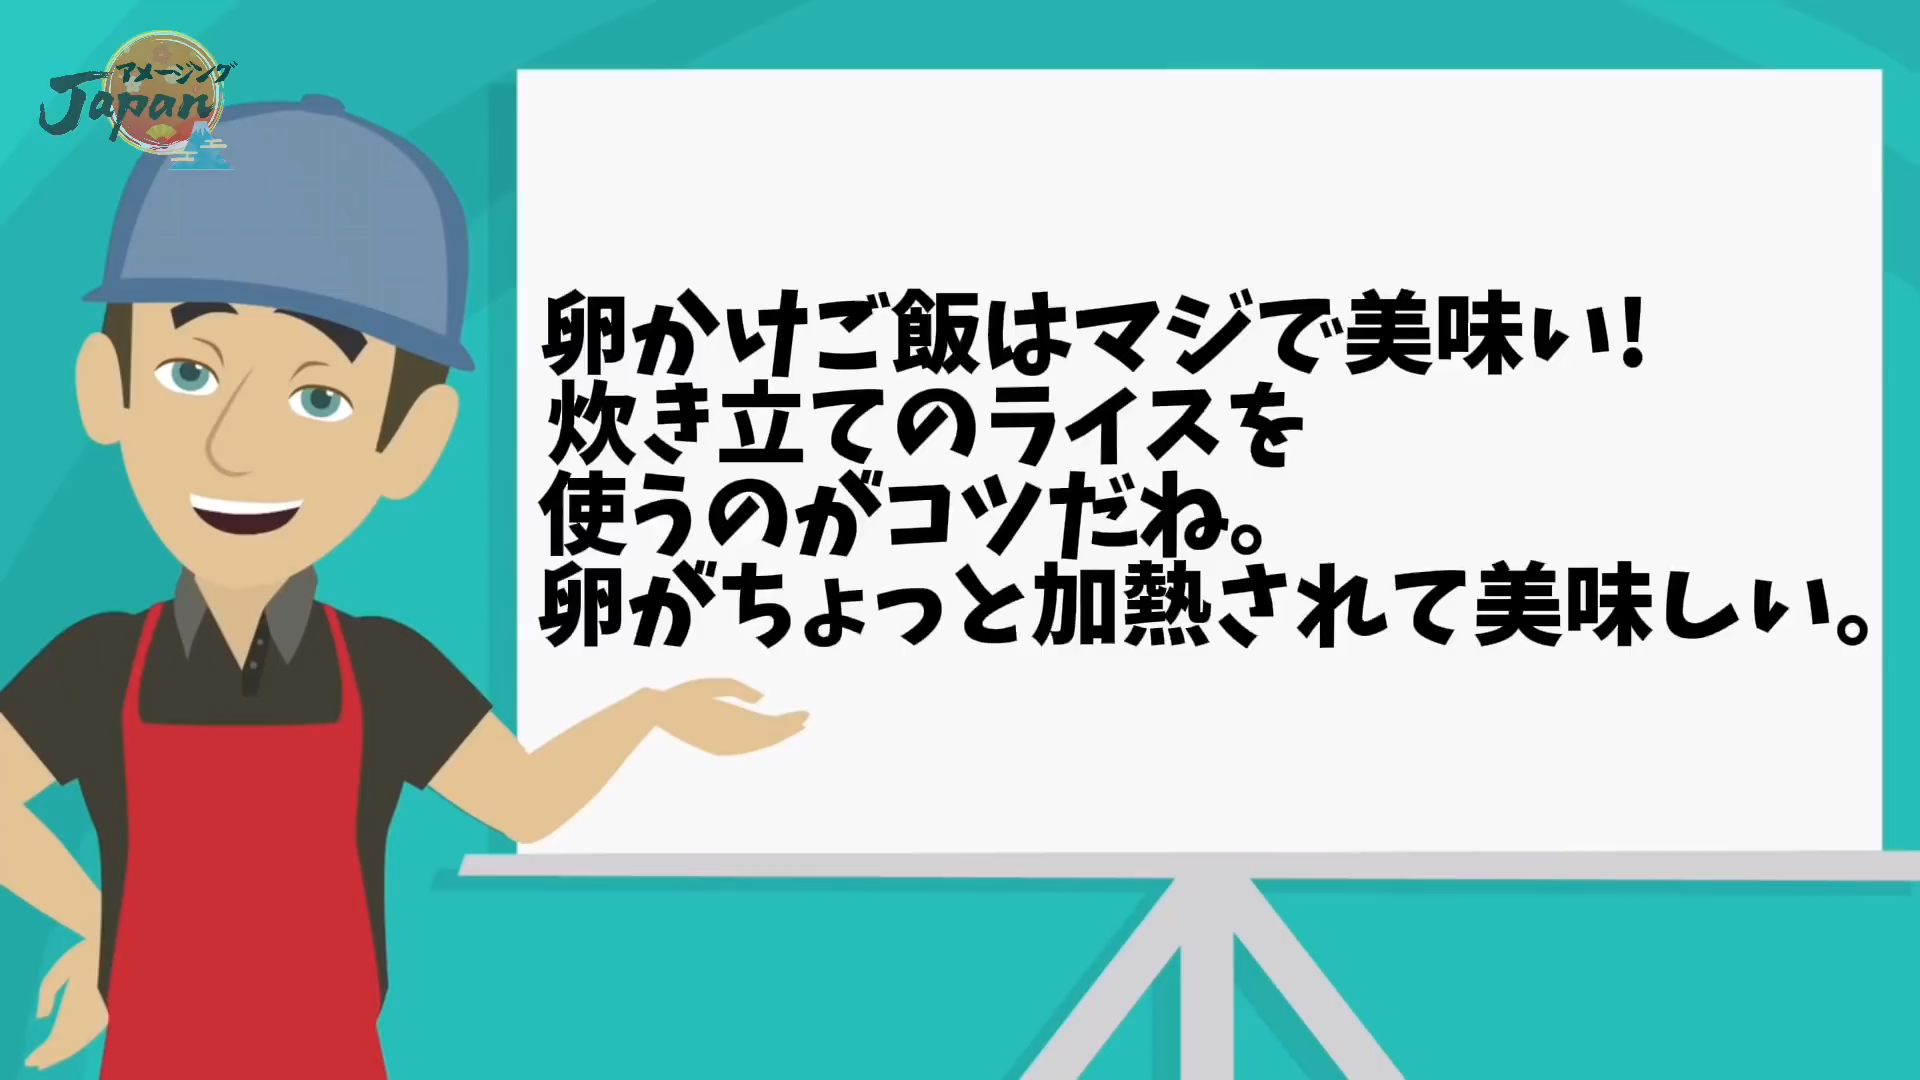 アメージング
Japan
卵かけご飯はマジで美味い!
炊き立てのライスを
使うのがコツだね。
卵がちょっと加熱されて美味しい。